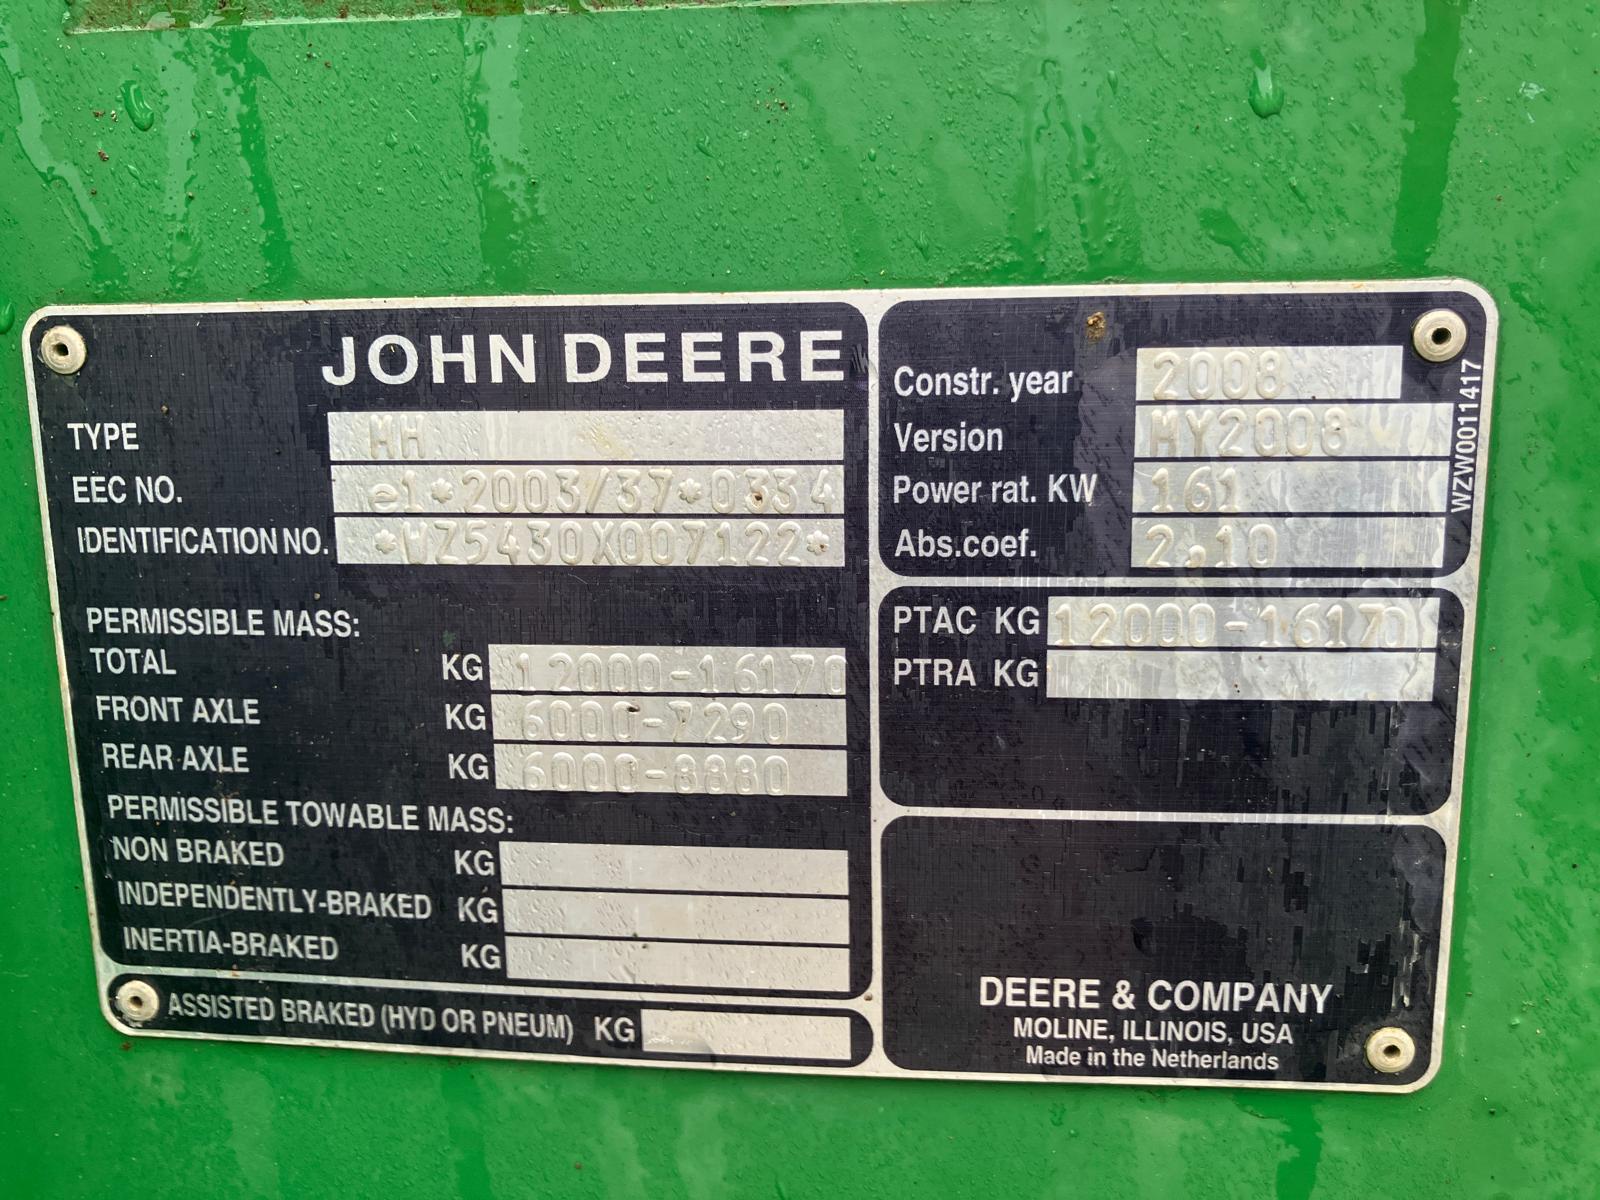 JOHN DEERE
TYPE MH
EEC NO. e1*2003/37*0334
IDENTIFICATION NO. *WZ5430X007122*
PERMISSIBLE MASS:
TOTAL KG 12000-16170
FRONT AXLE KG 6000-7290
REAR AXLE KG 6000-8880
PERMISSIBLE TOWABLE MASS:
NON BRAKED KG
INDEPENDENTLY-BRAKED KG
INERTIA-BRAKED KG
ASSISTED BRAKED (HYD OR PNEUM) KG
Constr. year 2008
Version MY2008
Power rat. KW 161
Abs.coef. 2,10
WZW0011417
PTAC KG 12000-16170
PTRA KG
DEERE & COMPANY
MOLINE, ILLINOIS, USA
Made in the Netherlands